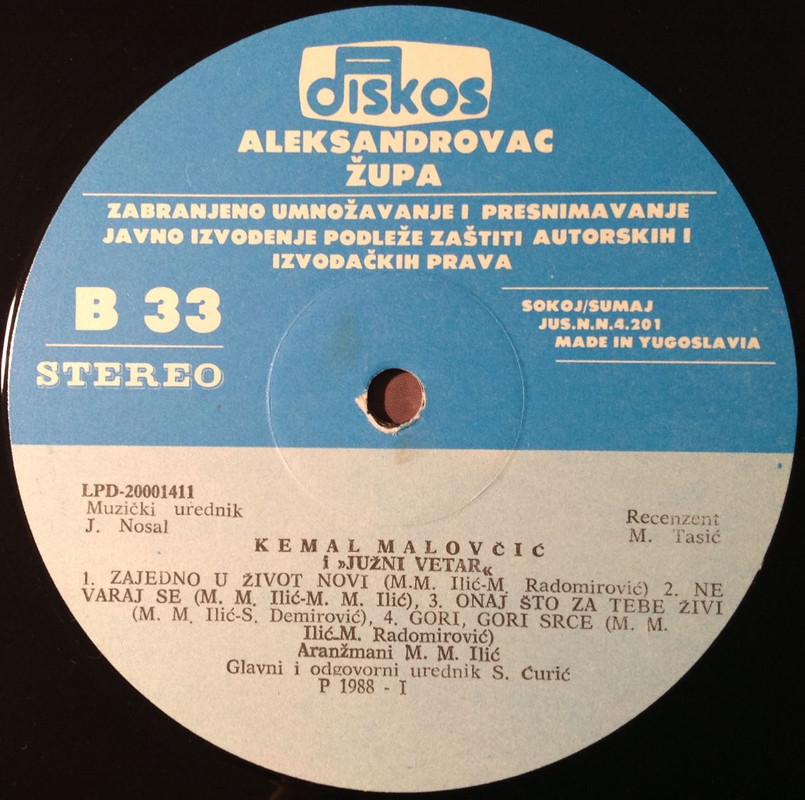 DISKOS
ALEKSANDROVAC
ŽUPA
ZABRANJENO UMNOŽAVANJE I PRESNIMAVANJE
JAVNO IZVOĐENJE PODLEŽE ZAŠTITI AUTORSKIH I
IZVOĐAČKIH PRAVA
B 33
STEREO
SOKOJ/SUMAJ
JUS.N.N.4.201
MADE IN YUGOSLAVIA
LPD-20001411
Muzički urednik
J. Nosal
Recenzent
M. Tasić
KEMAL MALOVČIĆ
i »JUŽNI VETAR«
1. ZAJEDNO U ŽIVOT NOVI (M.M. Ilić-M. Radomirović) 2. NE
VARAJ SE (M. M. Ilić-M. M. Ilić), 3. ONAJ ŠTO ZA TEBE ŽIVI
(M. M. Ilić-S. Demirović), 4. GORI, GORI SRCE (M. M.
Ilić-M. Radomirović)
Aranžmani M. M. Ilić
Glavni i odgovorni urednik S. Ćurić
P 1988 - I